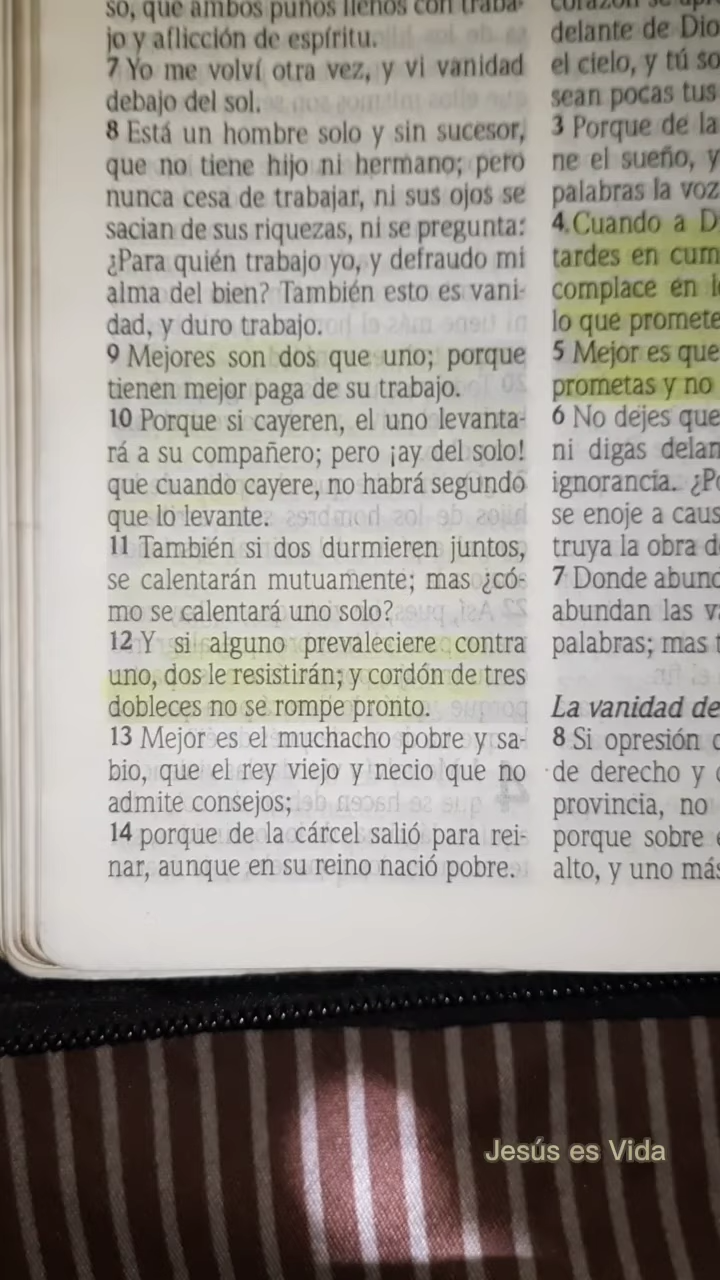 so, que ambos puños llenos con traba-
jo y aflicción de espíritu.
7 Yo me volví otra vez, y vi vanidad
debajo del sol.
8 Está un hombre solo y sin sucesor,
que no tiene hijo ni hermano; pero
nunca cesa de trabajar, ni sus ojos se
sacian de sus riquezas, ni se pregunta:
¿Para quién trabajo yo, y defraudo mi
alma del bien? También esto es vani-
dad, y duro trabajo.
9 Mejores son dos que uno; porque
tienen mejor paga de su trabajo.
10 Porque si cayeren, el uno levanta-
rá a su compañero; pero ¡ay del solo!
que cuando cayere, no habrá segundo
que lo levante.
11 También si dos durmieren juntos,
se calentarán mutuamente; mas ¿có-
mo se calentará uno solo?
12 Y si alguno prevaleciere contra
uno, dos le resistirán; y cordón de tres
dobleces no se rompe pronto.
13 Mejor es el muchacho pobre y sa-
bio, que el rey viejo y necio que no
admite consejos;
14 porque de la cárcel salió para rei-
nar, aunque en su reino nació pobre.
corazón se
delante de Dio
el cielo, y tú so
sean pocas tus
3 Porque de la
ne el sueño, y
palabras la voz
4 Cuando a D
tardes en cum
complace en
lo que promete
5 Mejor es que
prometas y no
6 No dejes que
ni digas delan
ignorancia. ¿Po
se enoje a caus
truya la obra d
7 Donde abund
abundan las va
palabras; mas t
La vanidad de
8 Si opresión
de derecho y
provincia, no
porque sobre
alto, y uno más
Jesús es Vida